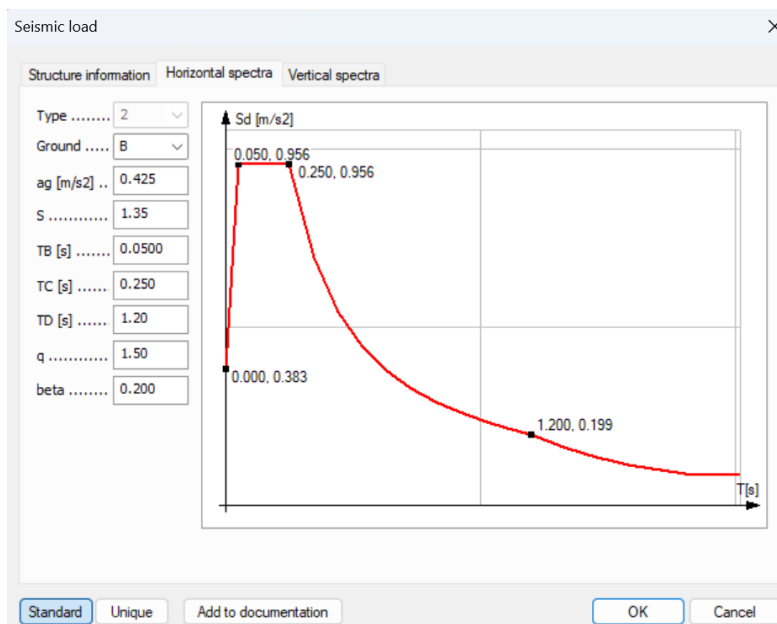 Seismic load
Structure information
Horizontal spectra
Vertical spectra
Type ........ 2
Ground ..... B
ag [m/s2] .. 0.425
S ............ 1.35
TB [s] ....... 0.0500
TC [s] ....... 0.250
TD [s] ....... 1.20
q ............ 1.50
beta ........ 0.200
Sd [m/s2]
0.050, 0.956
0.250, 0.956
0.000, 0.383
1.200, 0.199
T[s]
Standard
Unique
Add to documentation
OK
Cancel